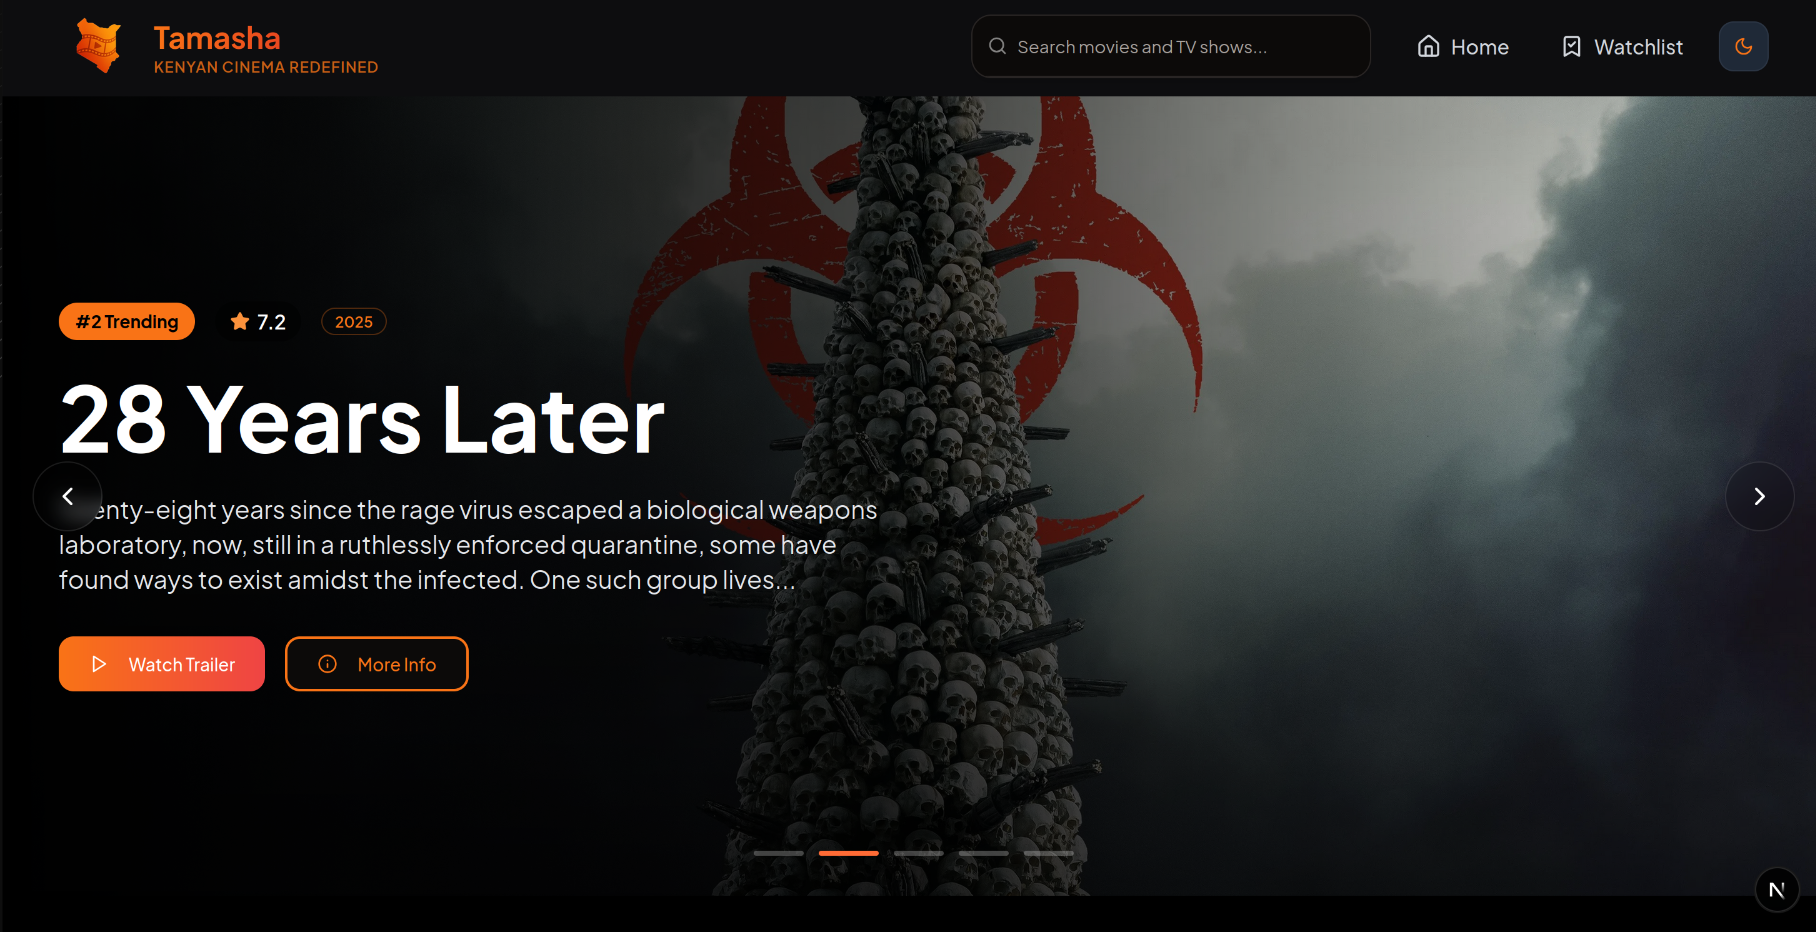 Tamasha
KENYAN CINEMA REDEFINED
Search movies and TV shows...
Home
Watchlist
#2 Trending
7.2
2025
28 Years Later
enty-eight years since the rage virus escaped a biological weapons
laboratory, now, still in a ruthlessly enforced quarantine, some have
found ways to exist amidst the infected. One such group lives...
Watch Trailer
More Info
N